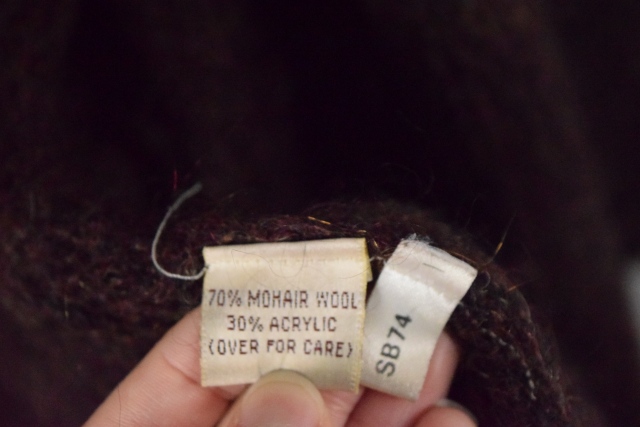 70% MOHAIR WOOL
30% ACRYLIC
(OVER FOR CARE)
SB74